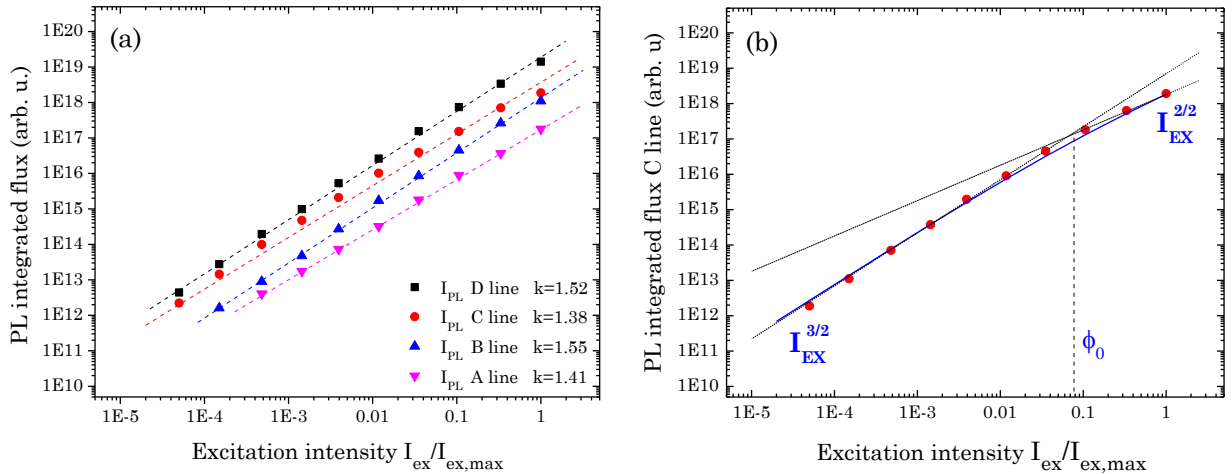 (a)
PL integrated flux (arb. u.)
1E20
1E19
1E18
1E17
1E16
1E15
1E14
1E13
1E12
1E11
1E10
I_PL D line k=1.52
I_PL C line k=1.38
I_PL B line k=1.55
I_PL A line k=1.41
1E-5 1E-4 1E-3 0.01 0.1 1
Excitation intensity I_ex/I_ex,max
(b)
PL integrated flux C line (arb. u)
1E20
1E19
1E18
1E17
1E16
1E15
1E14
1E13
1E12
1E11
1E10
I_EX^2/2
I_EX^3/2
ϕ_0
1E-5 1E-4 1E-3 0.01 0.1 1
Excitation intensity I_ex/I_ex,max